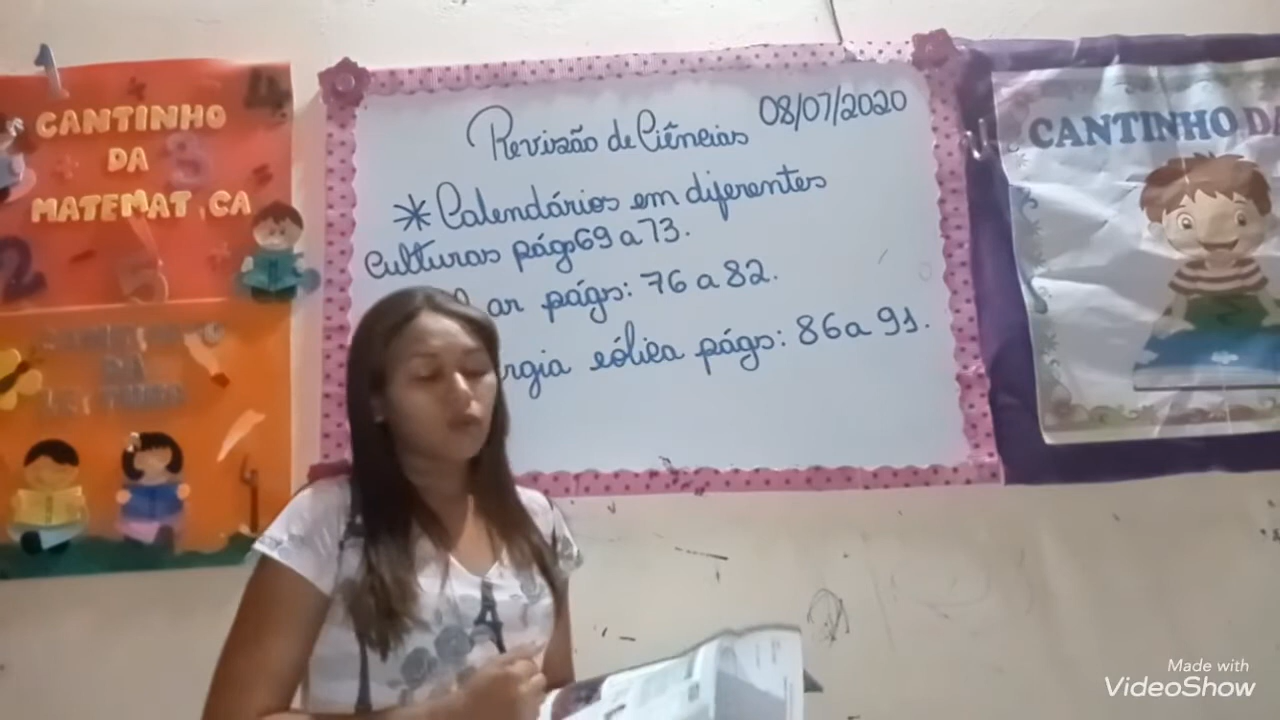 CANTINHO
DA
MATEMAT CA
DA
Revisão de Ciências 08/07/2020
* Calendários em diferentes
culturas págs69 a 73.
ar págs: 76 a 82.
rgia eólica págs: 86 a 91.
CANTINHO D
Made with
VideoShow